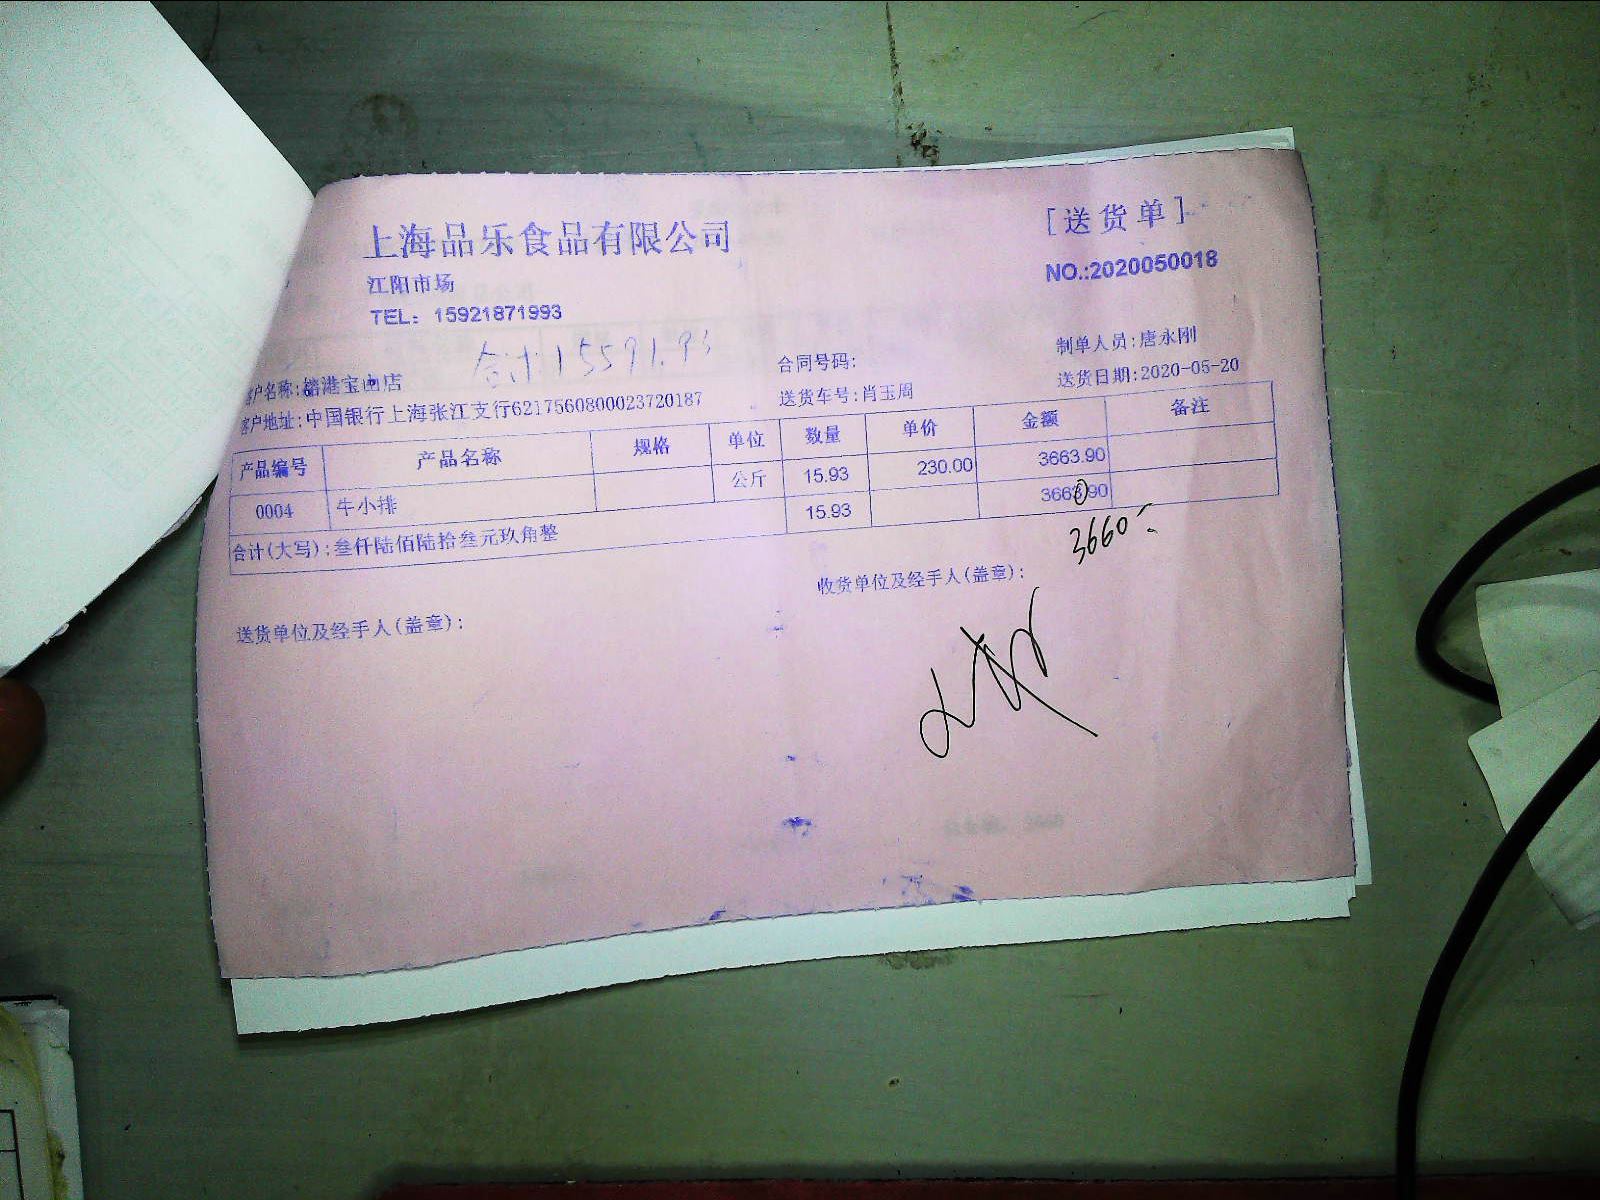 上海品乐食品有限公司
[送货单]
江阳市场
NO.:2020050018
TEL: 15921871993
合计15591.93
合同号码:
制单人员:唐永刚
客户名称:椿港宝山店
送货车号:肖玉周
送货日期:2020-05-20
客户地址:中国银行上海张江支行6217560800023720187
产品编号 产品名称 规格 单位 数量 单价 金额 备注
0004 牛小排 公斤 15.93 230.00 3663.90
合计(大写):叁仟陆佰陆拾叁元玖角整 15.93 3663.90
3660
收货单位及经手人(盖章):
送货单位及经手人(盖章):